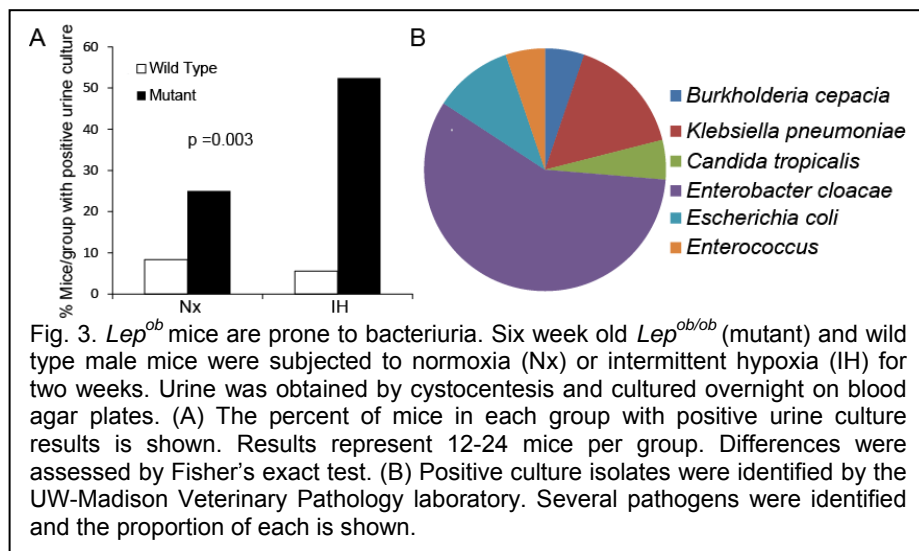 A
B
60
50
40
30
20
10
0
% Mice/group with positive urine culture
Wild Type
Mutant
p =0.003
Nx
IH
Burkholderia cepacia
Klebsiella pneumoniae
Candida tropicalis
Enterobacter cloacae
Escherichia coli
Enterococcus
Fig. 3. Lepob mice are prone to bacteriuria. Six week old Lepob/ob (mutant) and wild
type male mice were subjected to normoxia (Nx) or intermittent hypoxia (IH) for
two weeks. Urine was obtained by cystocentesis and cultured overnight on blood
agar plates. (A) The percent of mice in each group with positive urine culture
results is shown. Results represent 12-24 mice per group. Differences were
assessed by Fisher's exact test. (B) Positive culture isolates were identified by the
UW-Madison Veterinary Pathology laboratory. Several pathogens were identified
and the proportion of each is shown.